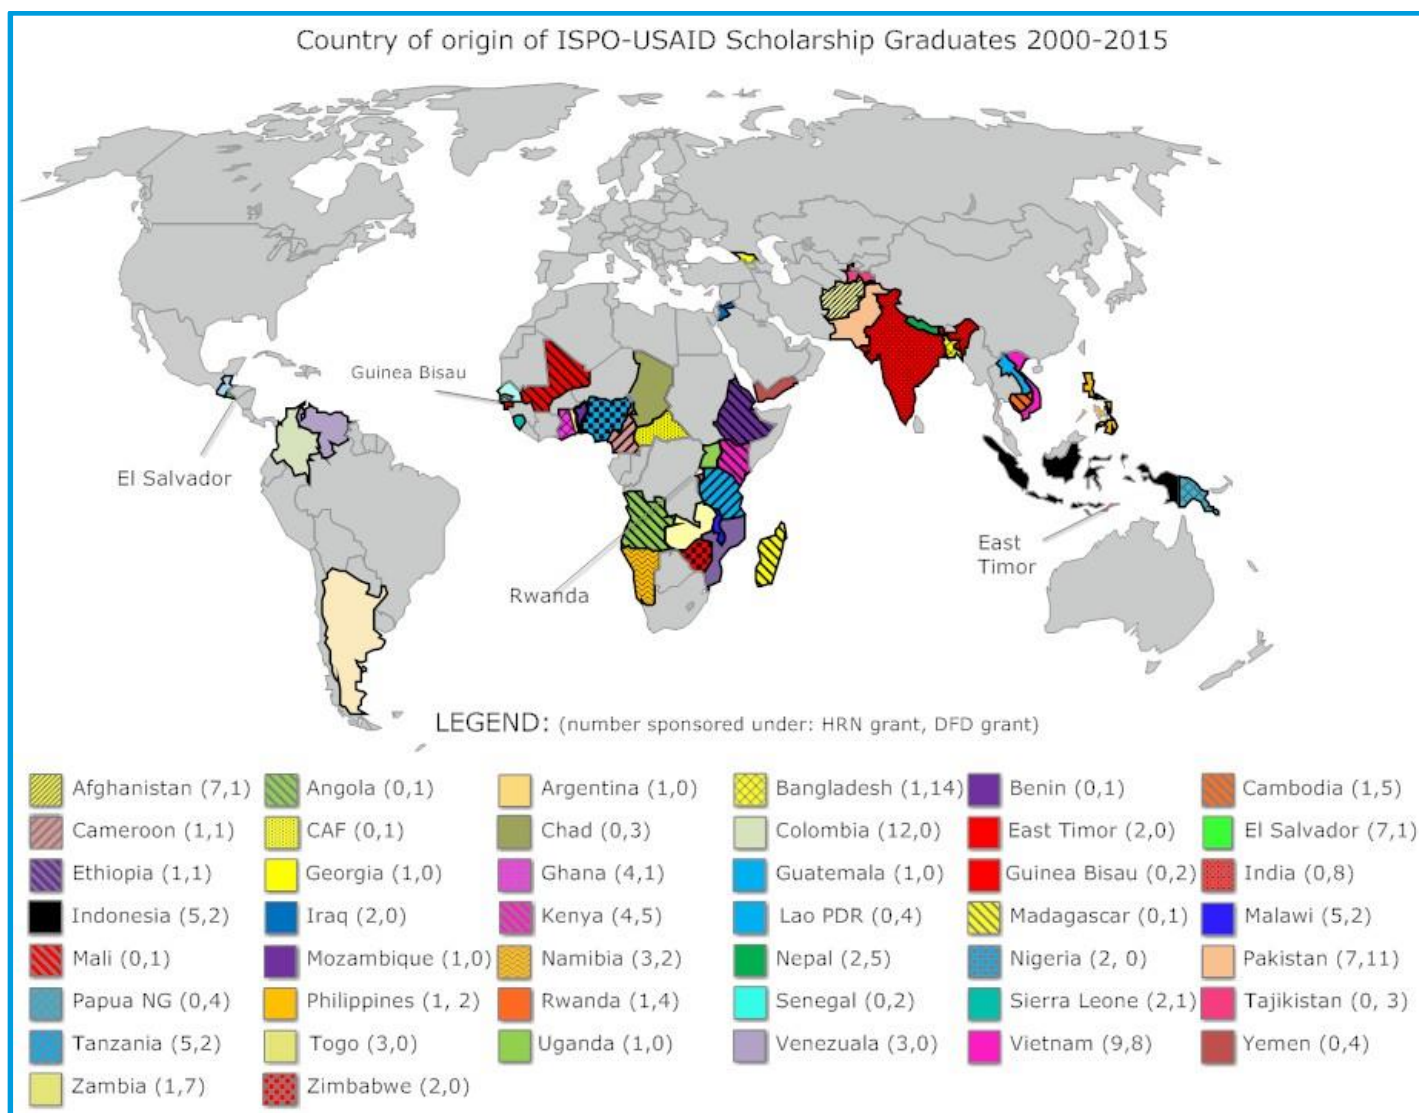 Country of origin of ISPO-USAID Scholarship Graduates 2000-2015
Guinea Bisau
El Salvador
Rwanda
East
Timor
LEGEND: (number sponsored under: HRN grant, DFD grant)
Afghanistan (7,1) Angola (0,1) Argentina (1,0) Bangladesh (1,14) Benin (0,1) Cambodia (1,5)
Cameroon (1,1) CAF (0,1) Chad (0,3) Colombia (12,0) East Timor (2,0) El Salvador (7,1)
Ethiopia (1,1) Georgia (1,0) Ghana (4,1) Guatemala (1,0) Guinea Bisau (0,2) India (0,8)
Indonesia (5,2) Iraq (2,0) Kenya (4,5) Lao PDR (0,4) Madagascar (0,1) Malawi (5,2)
Mali (0,1) Mozambique (1,0) Namibia (3,2) Nepal (2,5) Nigeria (2, 0) Pakistan (7,11)
Papua NG (0,4) Philippines (1, 2) Rwanda (1,4) Senegal (0,2) Sierra Leone (2,1) Tajikistan (0, 3)
Tanzania (5,2) Togo (3,0) Uganda (1,0) Venezuala (3,0) Vietnam (9,8) Yemen (0,4)
Zambia (1,7) Zimbabwe (2,0)